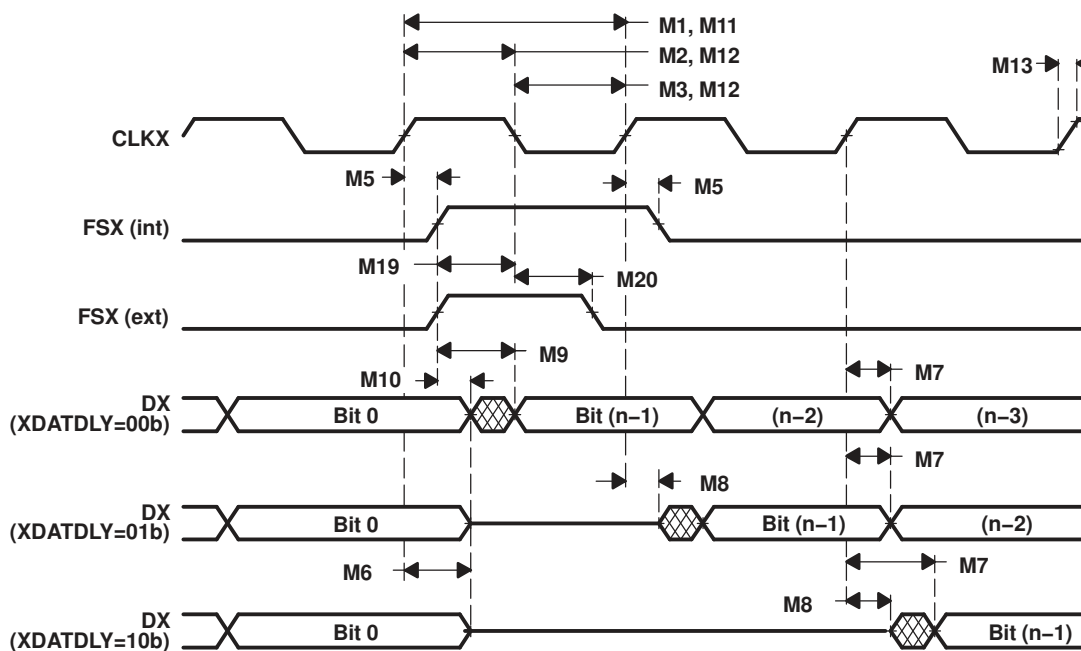 M1, M11
M2, M12
M13
M3, M12
CLKX
M5
M5
FSX (int)
M19
M20
FSX (ext)
M9
M10
M7
DX
(XDATDLY=00b)
Bit 0
Bit (n−1)
(n−2)
(n−3)
M7
M8
DX
(XDATDLY=01b)
Bit 0
Bit (n−1)
(n−2)
M6
M7
M8
DX
(XDATDLY=10b)
Bit 0
Bit (n−1)